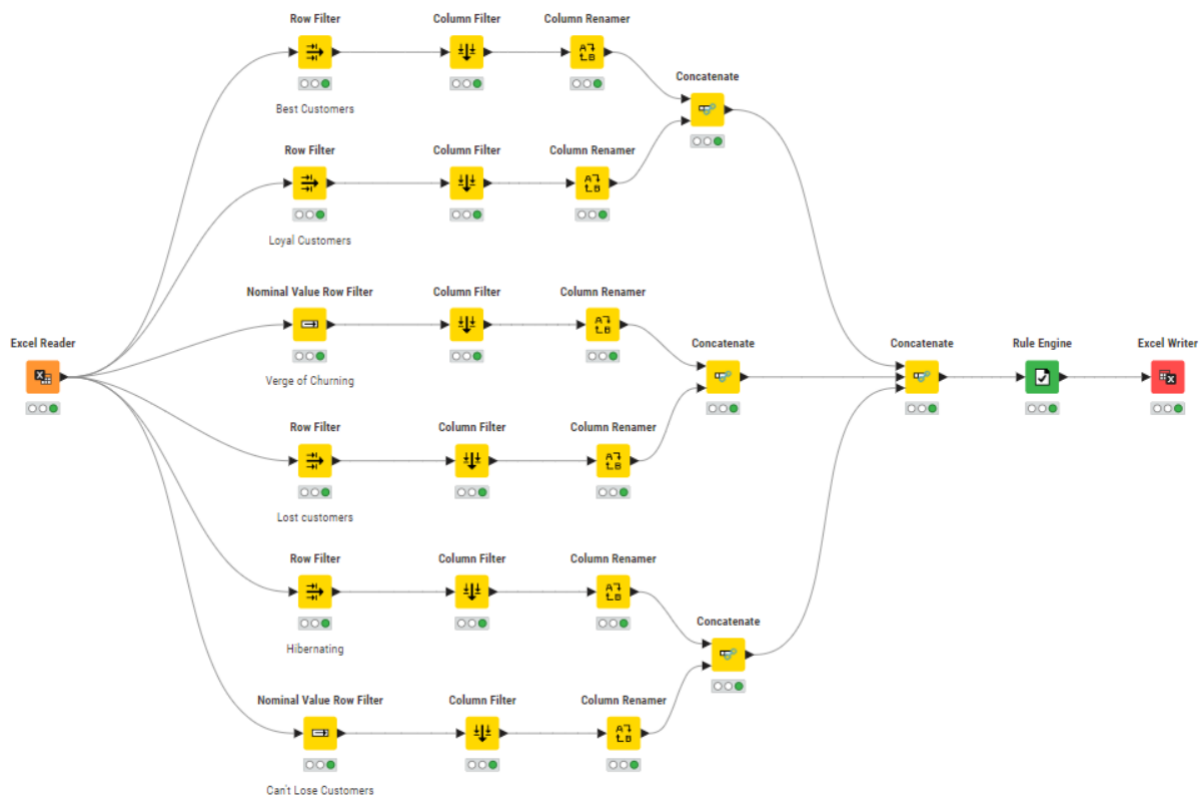 Row Filter
Column Filter
Column Renamer
Best Customers
Concatenate
Row Filter
Column Filter
Column Renamer
Loyal Customers
Nominal Value Row Filter
Column Filter
Column Renamer
Verge of Churning
Excel Reader
Concatenate
Concatenate
Rule Engine
Excel Writer
Row Filter
Column Filter
Column Renamer
Lost customers
Row Filter
Column Filter
Column Renamer
Hibernating
Concatenate
Nominal Value Row Filter
Column Filter
Column Renamer
Can't Lose Customers